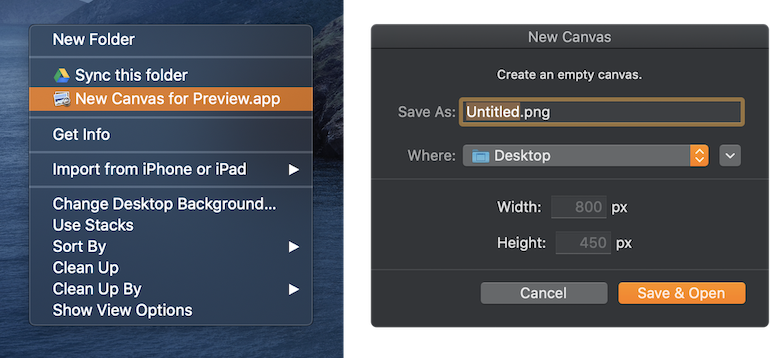 New Folder
Sync this folder
New Canvas for Preview.app
Get Info
Import from iPhone or iPad
Change Desktop Background...
Use Stacks
Sort By
Clean Up
Clean Up By
Show View Options
New Canvas
Create an empty canvas.
Save As: Untitled.png
Where: Desktop
Width: 800 px
Height: 450 px
Cancel Save & Open